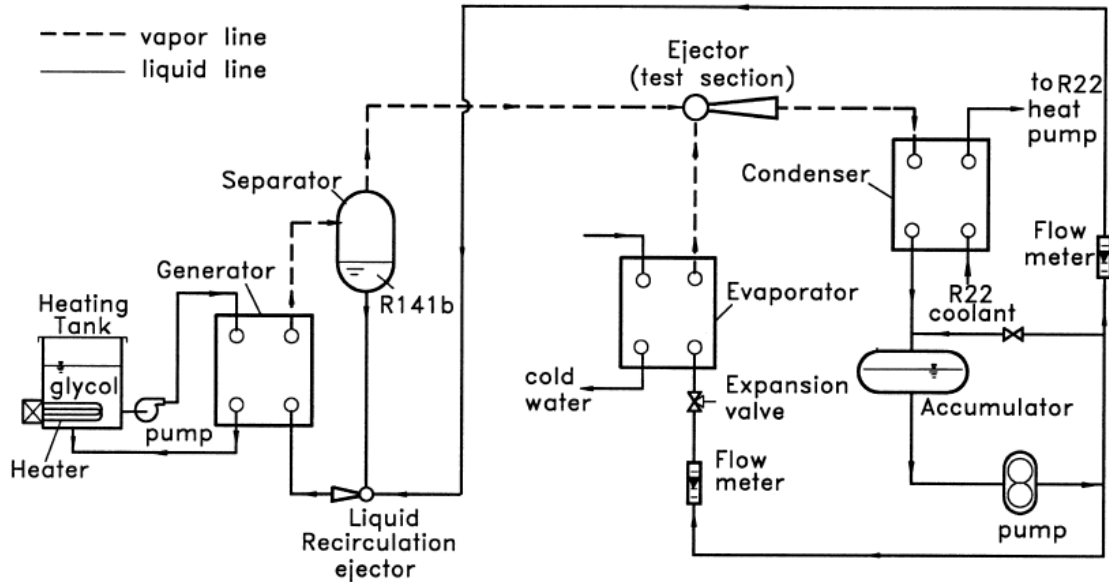 vapor line
liquid line
Ejector
(test section)
to R22
heat
pump
Separator
Condenser
Flow
meter
Generator
R141b
Evaporator
R22
coolant
Heating
Tank
glycol
cold
water
Expansion
valve
Accumulator
pump
Heater
Flow
meter
Liquid
Recirculation
ejector
pump